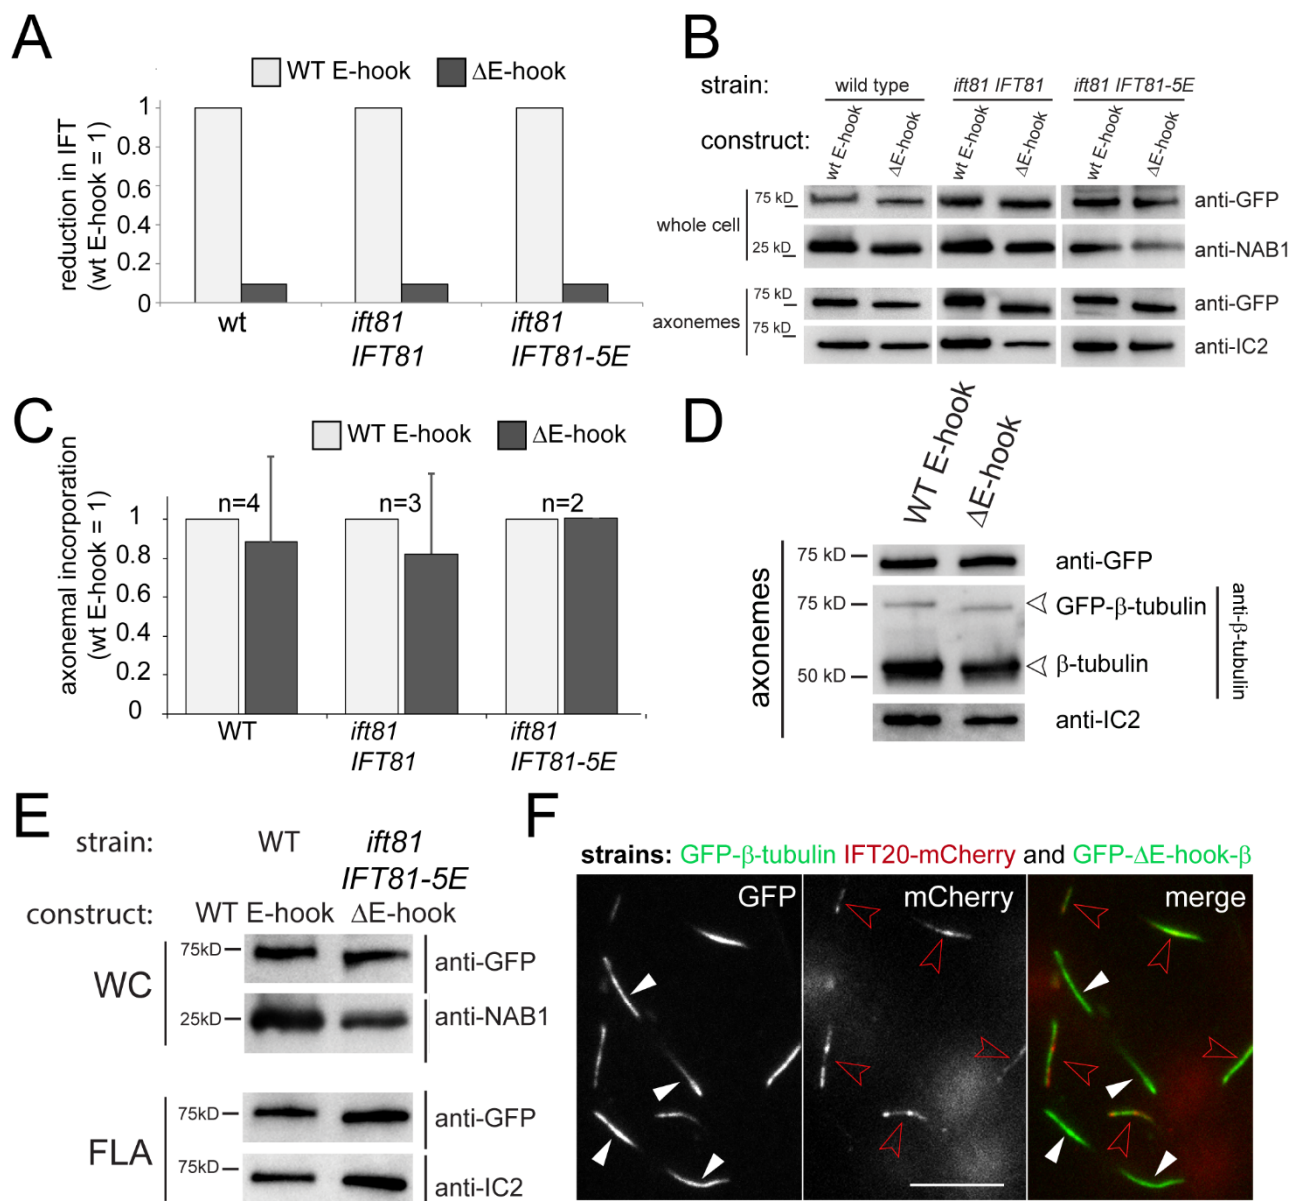 A
WT E-hook
ΔE-hook
reduction in IFT
(wt E-hook = 1)
1
0.8
0.6
0.4
0.2
0
wt
ift81
IFT81
ift81
IFT81-5E
B
strain:
wild type
ift81 IFT81
ift81 IFT81-5E
construct:
wt E-hook
ΔE-hook
wt E-hook
ΔE-hook
wt E-hook
ΔE-hook
whole cell
75 kD
anti-GFP
25 kD
anti-NAB1
axonemes
75 kD
anti-GFP
75 kD
anti-IC2
C
WT E-hook
ΔE-hook
axonemal incorporation
(wt E-hook = 1)
1
0.8
0.6
0.4
0.2
0
n=4
n=3
n=2
WT
ift81
IFT81
ift81
IFT81-5E
D
WT E-hook
ΔE-hook
axonemes
75 kD
anti-GFP
75 kD
GFP-β-tubulin
β-tubulin
50 kD
anti-β-tubulin
anti-IC2
E
strain:
WT
ift81
IFT81-5E
construct:
WT E-hook
ΔE-hook
WC
75kD
anti-GFP
25kD
anti-NAB1
FLA
75kD
anti-GFP
75kD
anti-IC2
F
strains: GFP-β-tubulin IFT20-mCherry and GFP-ΔE-hook-β
GFP
mCherry
merge